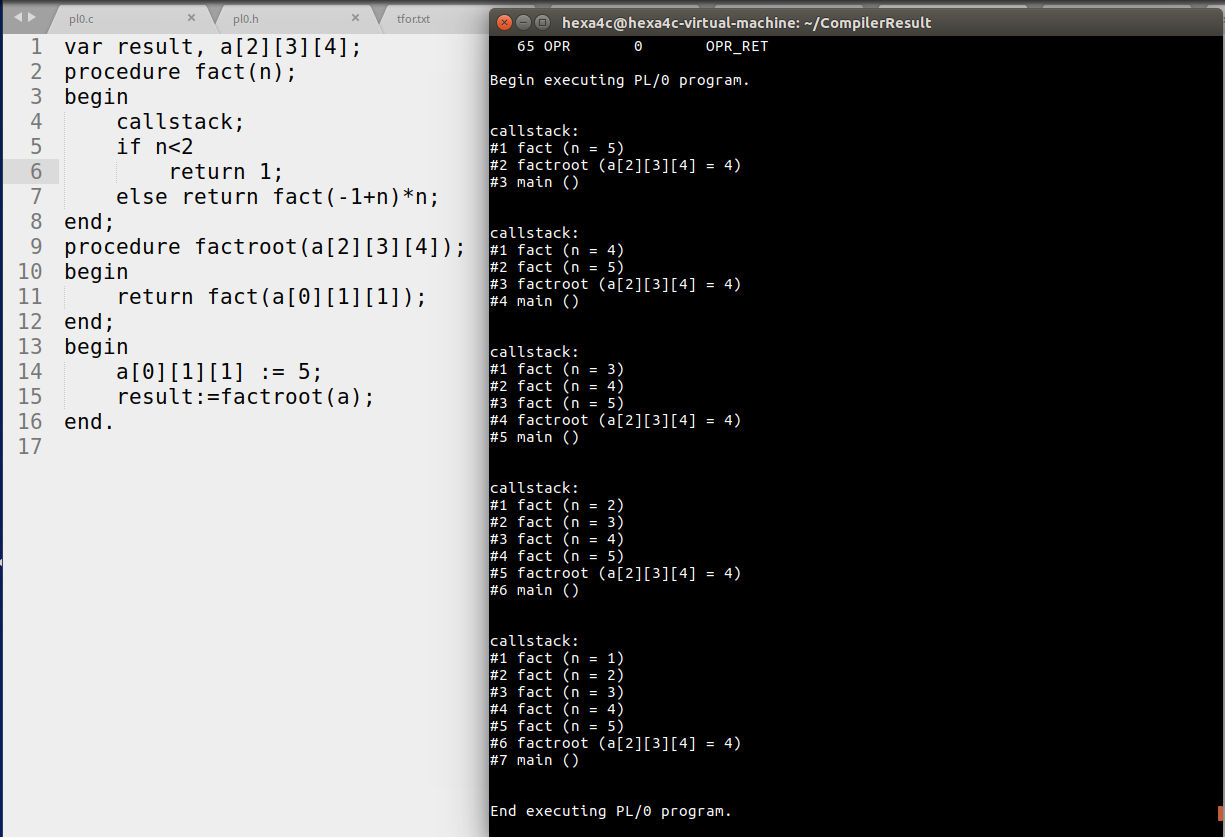 pl0.c × pl0.h × tfor.txt
1 var result, a[2][3][4];
2 procedure fact(n);
3 begin
4 callstack;
5 if n<2
6 return 1;
7 else return fact(-1+n)*n;
8 end;
9 procedure factroot(a[2][3][4]);
10 begin
11 return fact(a[0][1][1]);
12 end;
13 begin
14 a[0][1][1] := 5;
15 result:=factroot(a);
16 end.
17
hexa4c@hexa4c-virtual-machine: ~/CompilerResult
65 OPR 0 OPR_RET
Begin executing PL/0 program.
callstack:
#1 fact (n = 5)
#2 factroot (a[2][3][4] = 4)
#3 main ()
callstack:
#1 fact (n = 4)
#2 fact (n = 5)
#3 factroot (a[2][3][4] = 4)
#4 main ()
callstack:
#1 fact (n = 3)
#2 fact (n = 4)
#3 fact (n = 5)
#4 factroot (a[2][3][4] = 4)
#5 main ()
callstack:
#1 fact (n = 2)
#2 fact (n = 3)
#3 fact (n = 4)
#4 fact (n = 5)
#5 factroot (a[2][3][4] = 4)
#6 main ()
callstack:
#1 fact (n = 1)
#2 fact (n = 2)
#3 fact (n = 3)
#4 fact (n = 4)
#5 fact (n = 5)
#6 factroot (a[2][3][4] = 4)
#7 main ()
End executing PL/0 program.